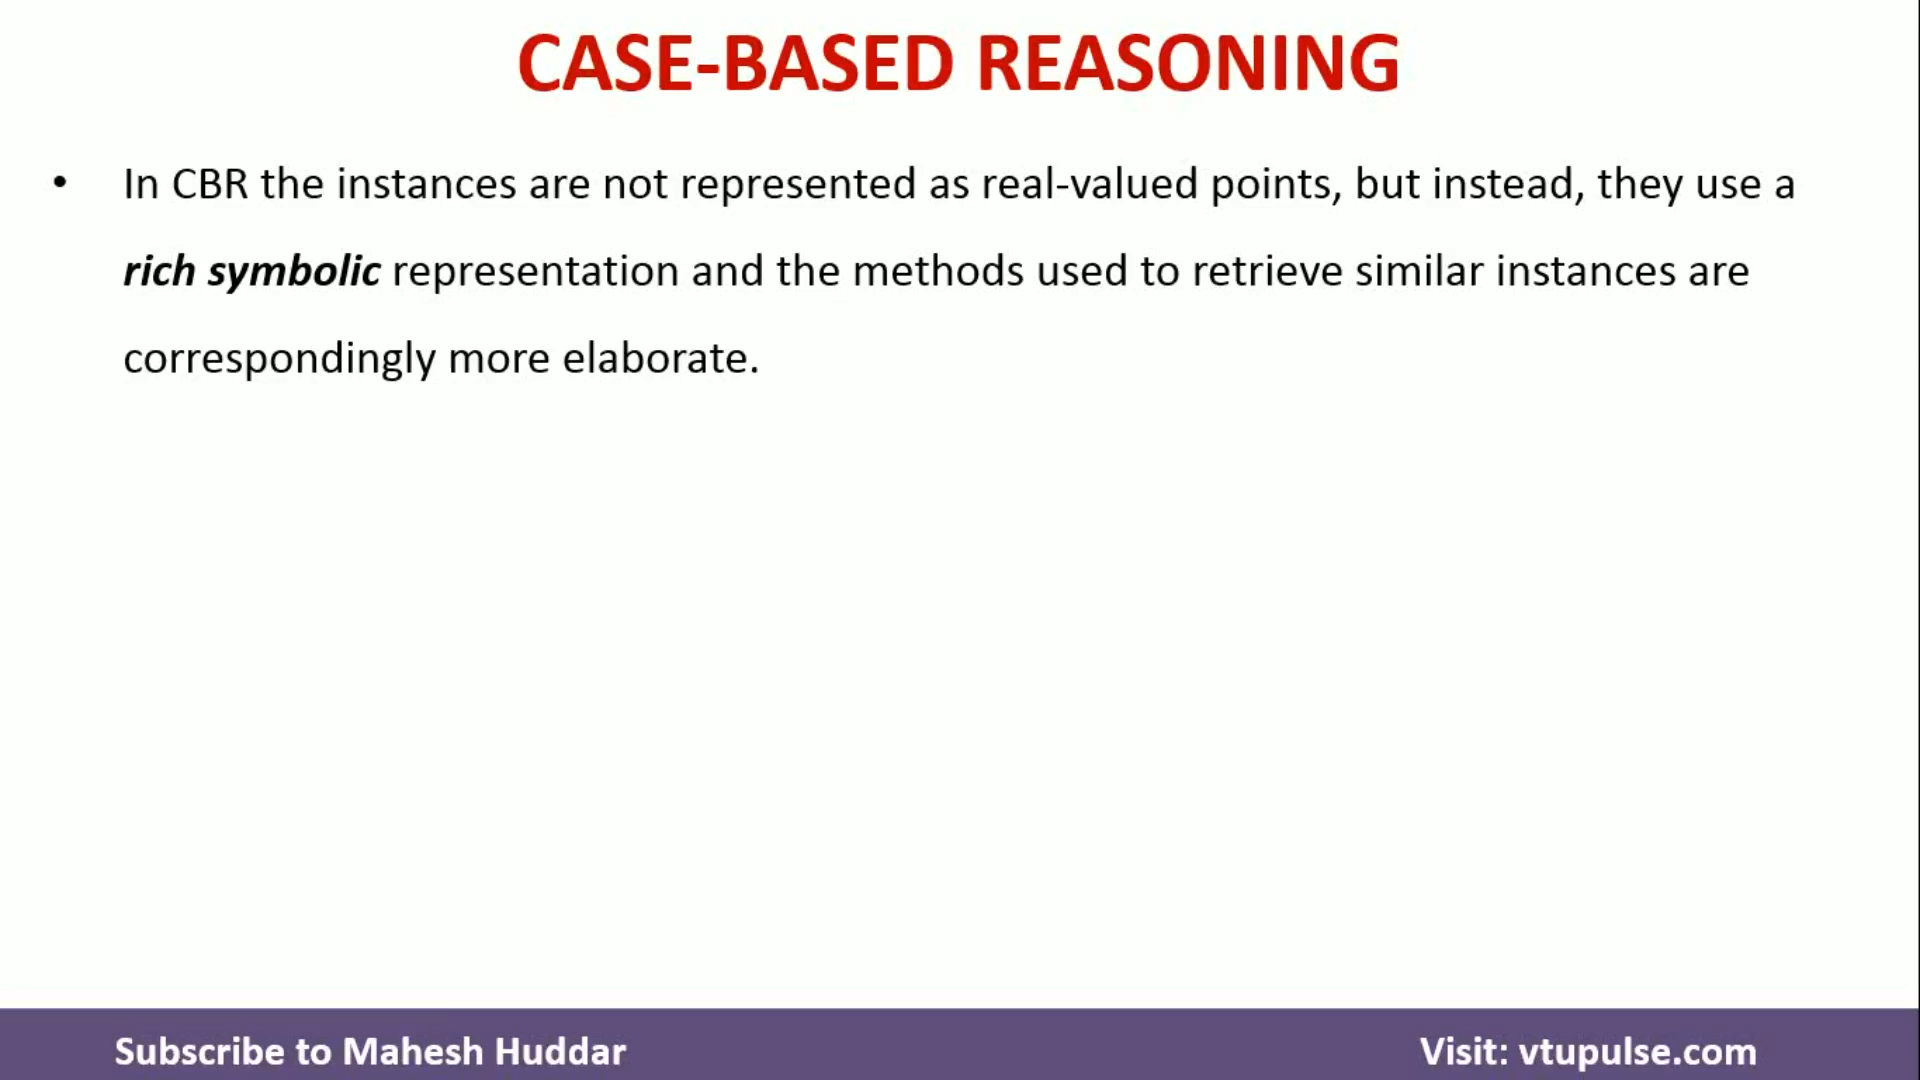 CASE-BASED REASONING
• In CBR the instances are not represented as real-valued points, but instead, they use a
rich symbolic representation and the methods used to retrieve similar instances are
correspondingly more elaborate.
Subscribe to Mahesh Huddar
Visit: vtupulse.com